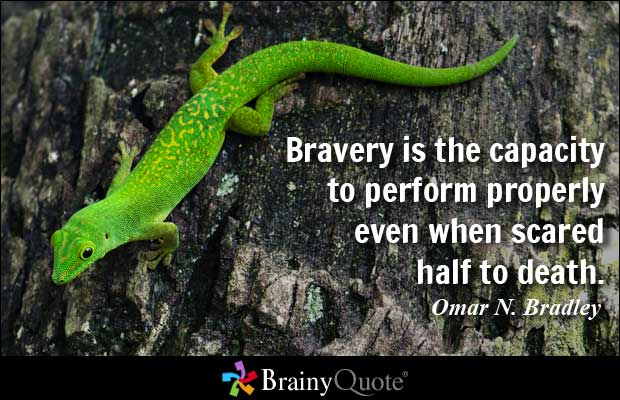 Bravery is the capacity
to perform properly
even when scared
half to death.
Omar N. Bradley
BrainyQuote®